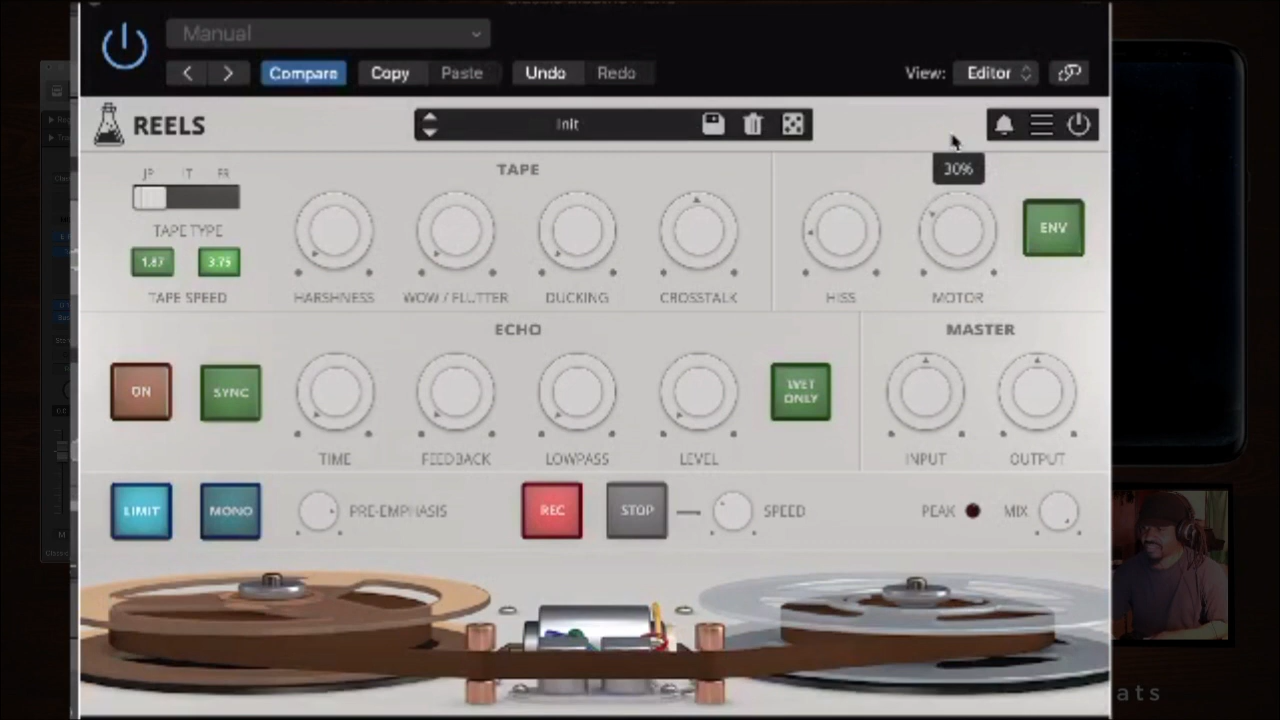 Manual
Compare Copy Paste Undo Redo View: Editor
REELS Init
30%
JP IT FR TAPE
TAPE TYPE ENV
1.87 3.75
TAPE SPEED HARSHNESS WOW / FLUTTER DUCKING CROSSTALK HISS MOTOR
ECHO MASTER
ON SYNC WET ONLY
TIME FEEDBACK LOWPASS LEVEL INPUT OUTPUT
LIMIT MONO PRE-EMPHASIS REC STOP SPEED PEAK MIX
ats